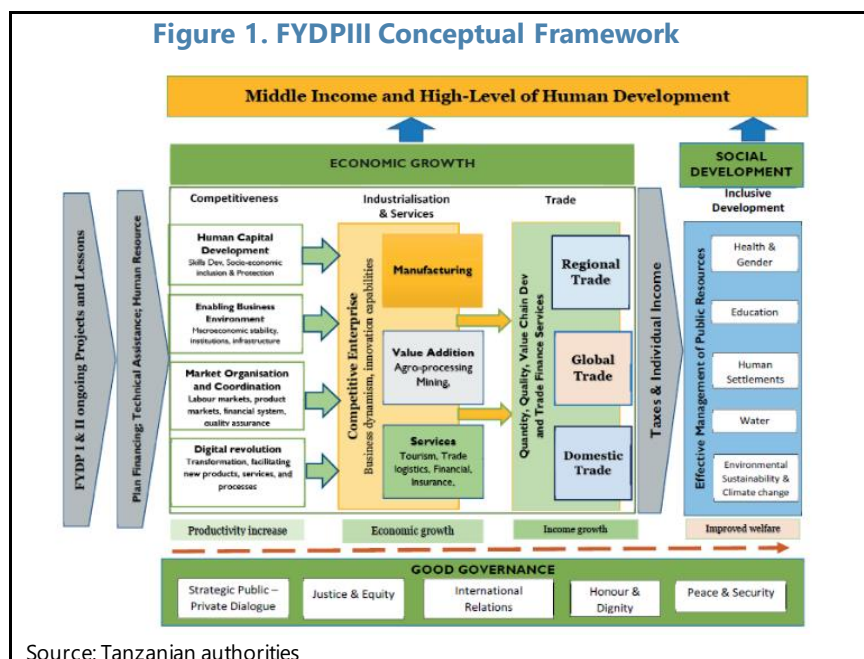 Figure 1. FYDPIII Conceptual Framework
Middle Income and High-Level of Human Development
ECONOMIC GROWTH
SOCIAL
DEVELOPMENT
FYDP I & II ongoing Projects and Lessons
Plan Financing; Technical Assistance; Human Resource
Competitiveness
Human Capital
Development
Skills Dev, Socio-economic
inclusion & Protection
Enabling Business
Environment
Macroeconomic stability,
institutions, infrastructure
Market Organisation
and Coordination
Labour markets, product
markets, financial system,
quality assurance
Digital revolution
Transformation, facilitating
new products, services, and
processes
Productivity increase
Industrialisation
& Services
Competitive Enterprise
Business dynamism, innovation capabilities
Manufacturing
Value Addition
Agro-processing
Mining,
Services
Tourism, Trade
logistics, Financial,
Insurance,
Economic growth
Trade
Quantity, Quality, Value Chain Dev
and Trade Finance Services
Regional
Trade
Global
Trade
Domestic
Trade
Income growth
Taxes & Individual Income
Inclusive
Development
Effective Management of Public Resources
Health &
Gender
Education
Human
Settlements
Water
Environmental
Sustainability &
Climate change
Improved welfare
GOOD GOVERNANCE
Strategic Public –
Private Dialogue
Justice & Equity
International
Relations
Honour &
Dignity
Peace & Security
Source: Tanzanian authorities